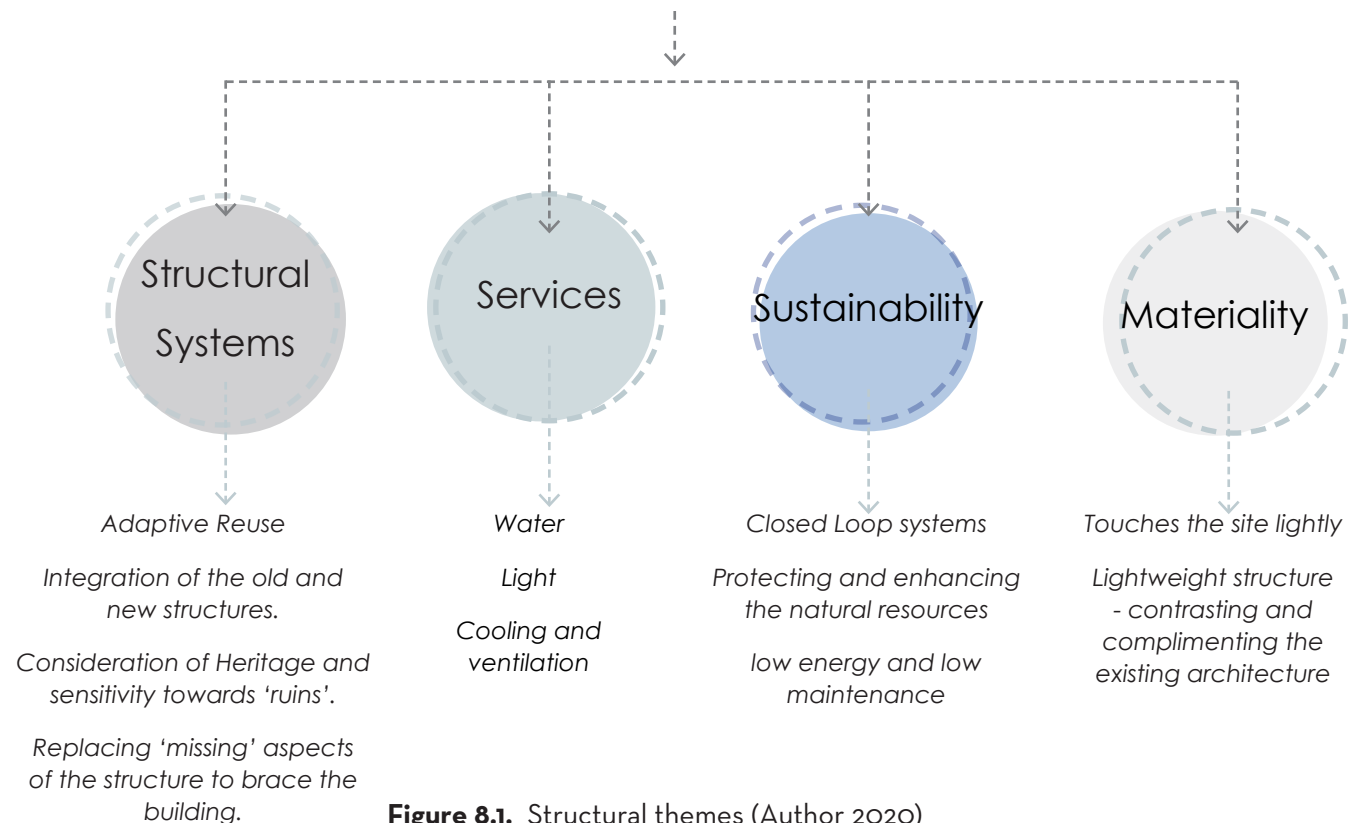 Structural
Systems
Services
Sustainability
Materiality
Adaptive Reuse
Integration of the old and
new structures.
Consideration of Heritage and
sensitivity towards ‘ruins’.
Replacing ‘missing’ aspects
of the structure to brace the
building.
Water
Light
Cooling and
ventilation
Closed Loop systems
Protecting and enhancing
the natural resources
low energy and low
maintenance
Touches the site lightly
Lightweight structure
- contrasting and
complimenting the
existing architecture
Figure 8.1. Structural themes (Author 2020)